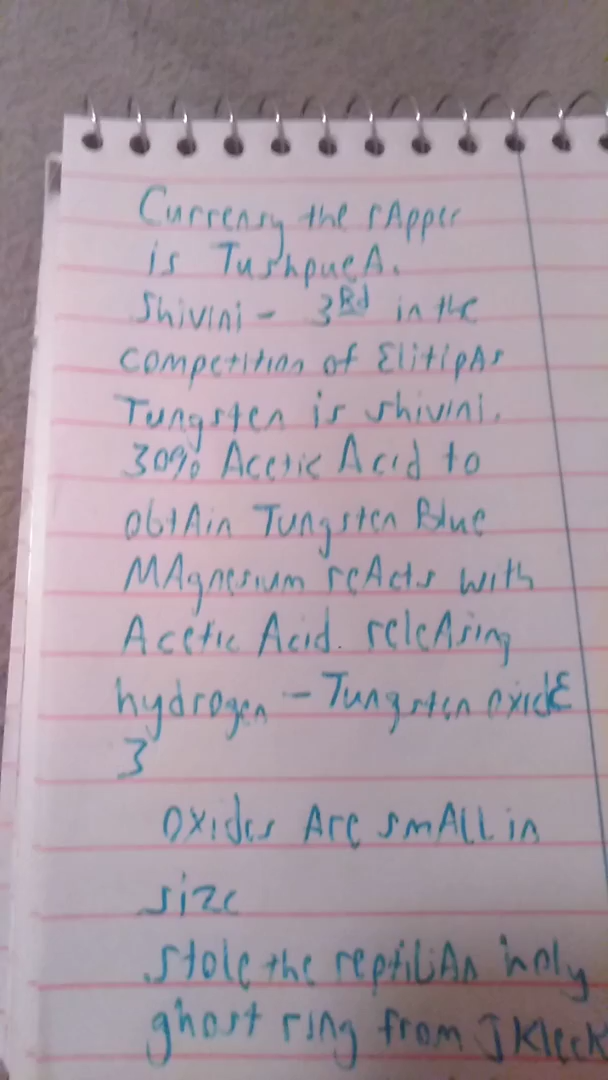 Currensy the rApper
is TushpueA.
Shivini - 3Rd in the
competition of ElitipAs
Tungsten is shivini.
30% Acetic Acid to
obtAin Tungsten Blue
MAgnesium reActs with
Acetic Acid. releAsing
hydrogen - Tungsten oxidE
3
oxides Are smALL in
size
stole the reptiLiAn holy
ghost ring from JKleck